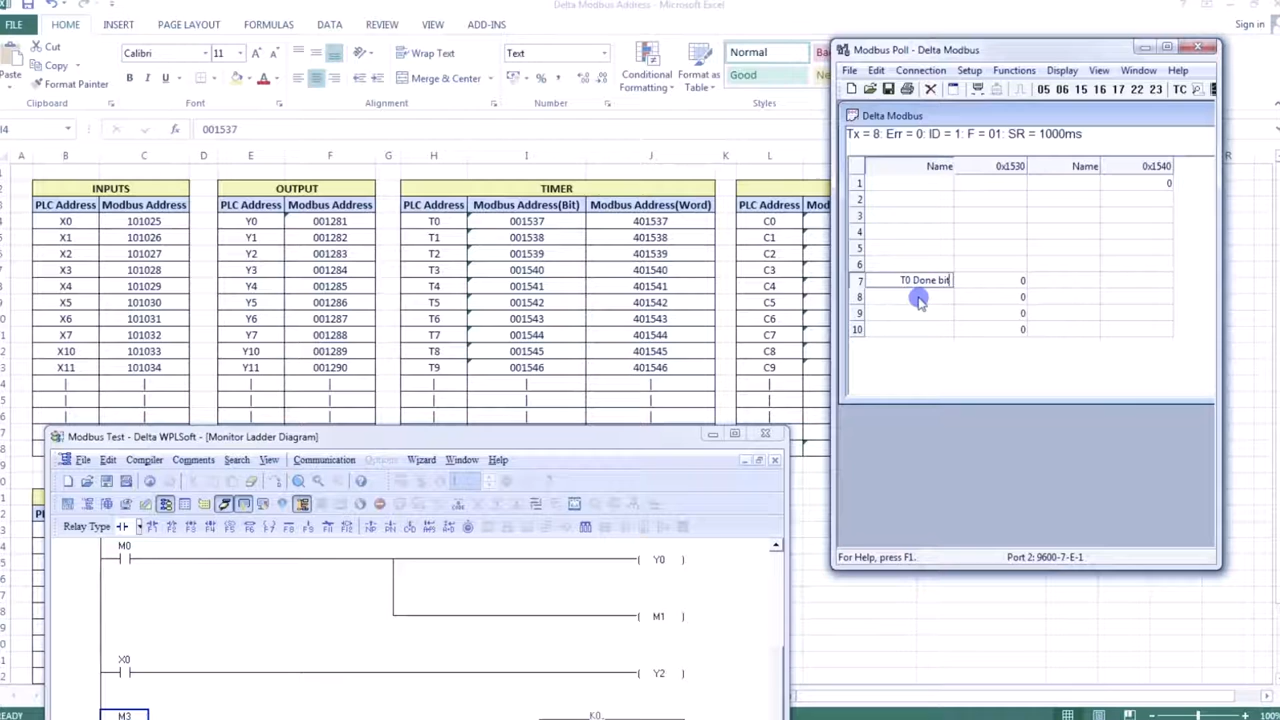 Delta Modbus Address - Microsoft Excel
FILE HOME INSERT PAGE LAYOUT FORMULAS DATA REVIEW VIEW ADD-INS Sign in
Cut
Copy
Format Painter
Paste
Clipboard
Calibri 11
B I U
Font
Wrap Text
Merge & Center
Alignment
Text
Number
Conditional Formatting
Format as Table
Normal
Good
Styles
001537
A B C D E F G H I J K L R
INPUTS OUTPUT TIMER
PLC Address Modbus Address PLC Address Modbus Address PLC Address Modbus Address(Bit) Modbus Address(Word) PLC Address
X0 101025 Y0 001281 T0 001537 401537 C0
X1 101026 Y1 001282 T1 001538 401538 C1
X2 101027 Y2 001283 T2 001539 401539 C2
X3 101028 Y3 001284 T3 001540 401540 C3
X4 101029 Y4 001285 T4 001541 401541 C4
X5 101030 Y5 001286 T5 001542 401542 C5
X6 101031 Y6 001287 T6 001543 401543 C6
X7 101032 Y7 001288 T7 001544 401544 C7
X10 101033 Y10 001289 T8 001545 401545 C8
X11 101034 Y11 001290 T9 001546 401546 C9
Modbus Poll - Delta Modbus
File Edit Connection Setup Functions Display View Window Help
05 06 15 16 17 22 23 TC
Delta Modbus
Tx = 8: Err = 0: ID = 1: F = 01: SR = 1000ms
Name 0x1530 Name 0x1540
1 0
2
3
4
5
6
7 T0 Done bit 0
8 0
9 0
10 0
For Help, press F1. Port 2: 9600-7-E-1
Modbus Test - Delta WPLSoft - [Monitor Ladder Diagram]
File Edit Compiler Comments Search View Communication Options Wizard Window Help
Relay Type
M0 Y0
M1
X0 Y2
M3 K0
100%